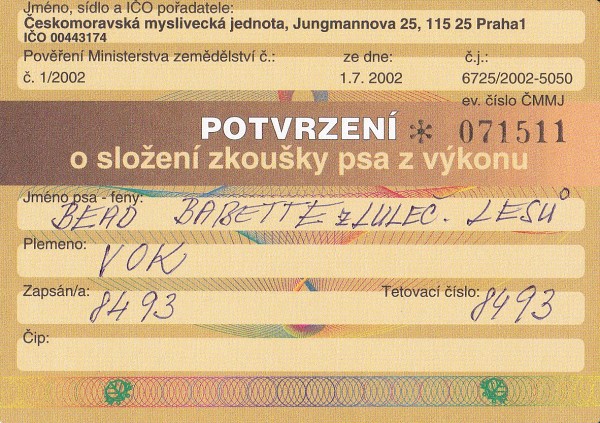 Jméno, sídlo a IČO pořadatele:
Českomoravská myslivecká jednota, Jungmannova 25, 115 25 Praha1
IČO 00443174
Pověření Ministerstva zemědělství č.: ze dne: č.j.:
č. 1/2002 1.7. 2002 6725/2002-5050
ev. číslo ČMMJ
POTVRZENÍ * 071511
o složení zkoušky psa z výkonu
Jméno psa - feny:
BEAD BABETTE z LULEČ. LESŮ
Plemeno:
VOK
Zapsán/a: 8493 Tetovací číslo: 8493
Čip: